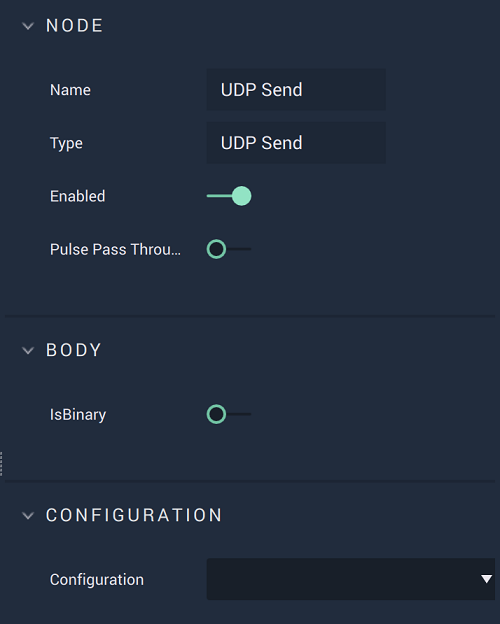 NODE
Name UDP Send
Type UDP Send
Enabled
Pulse Pass Throu...
BODY
IsBinary
CONFIGURATION
Configuration